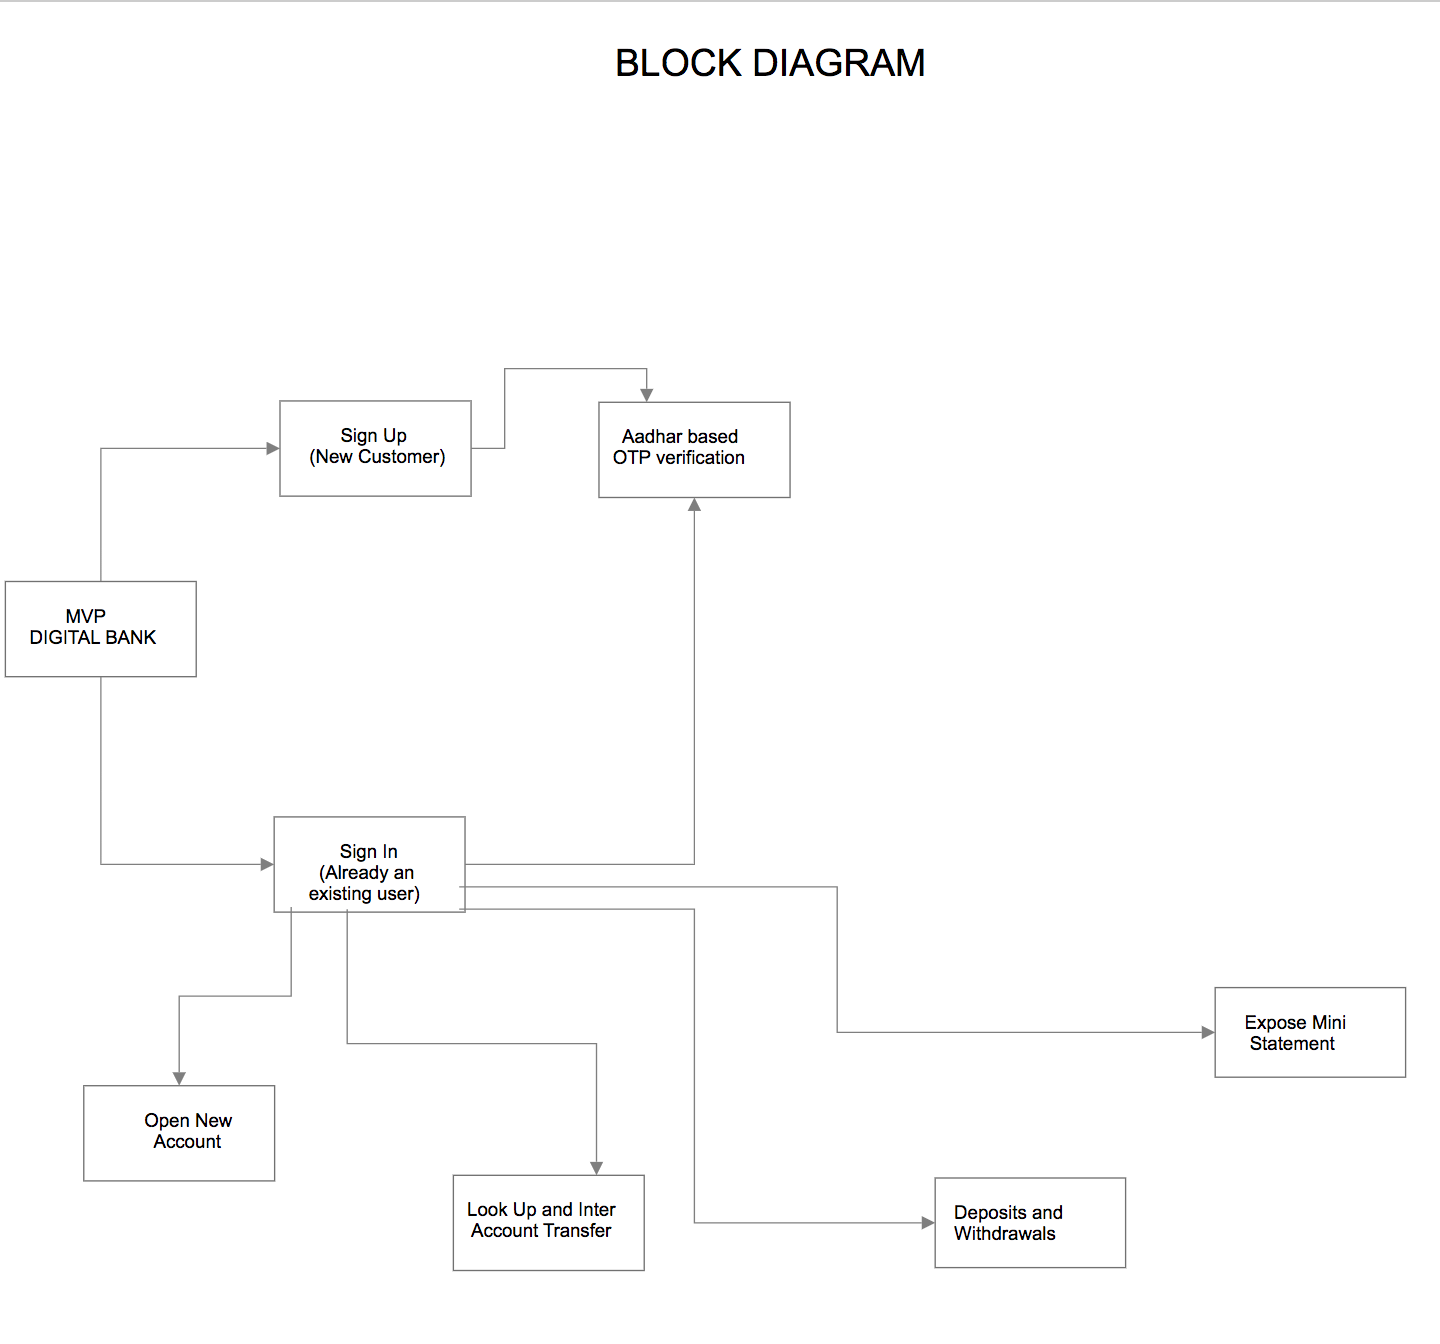 BLOCK DIAGRAM
Sign Up
(New Customer)
Aadhar based
OTP verification
MVP
DIGITAL BANK
Sign In
(Already an
existing user)
Expose Mini
Statement
Open New
Account
Look Up and Inter
Account Transfer
Deposits and
Withdrawals